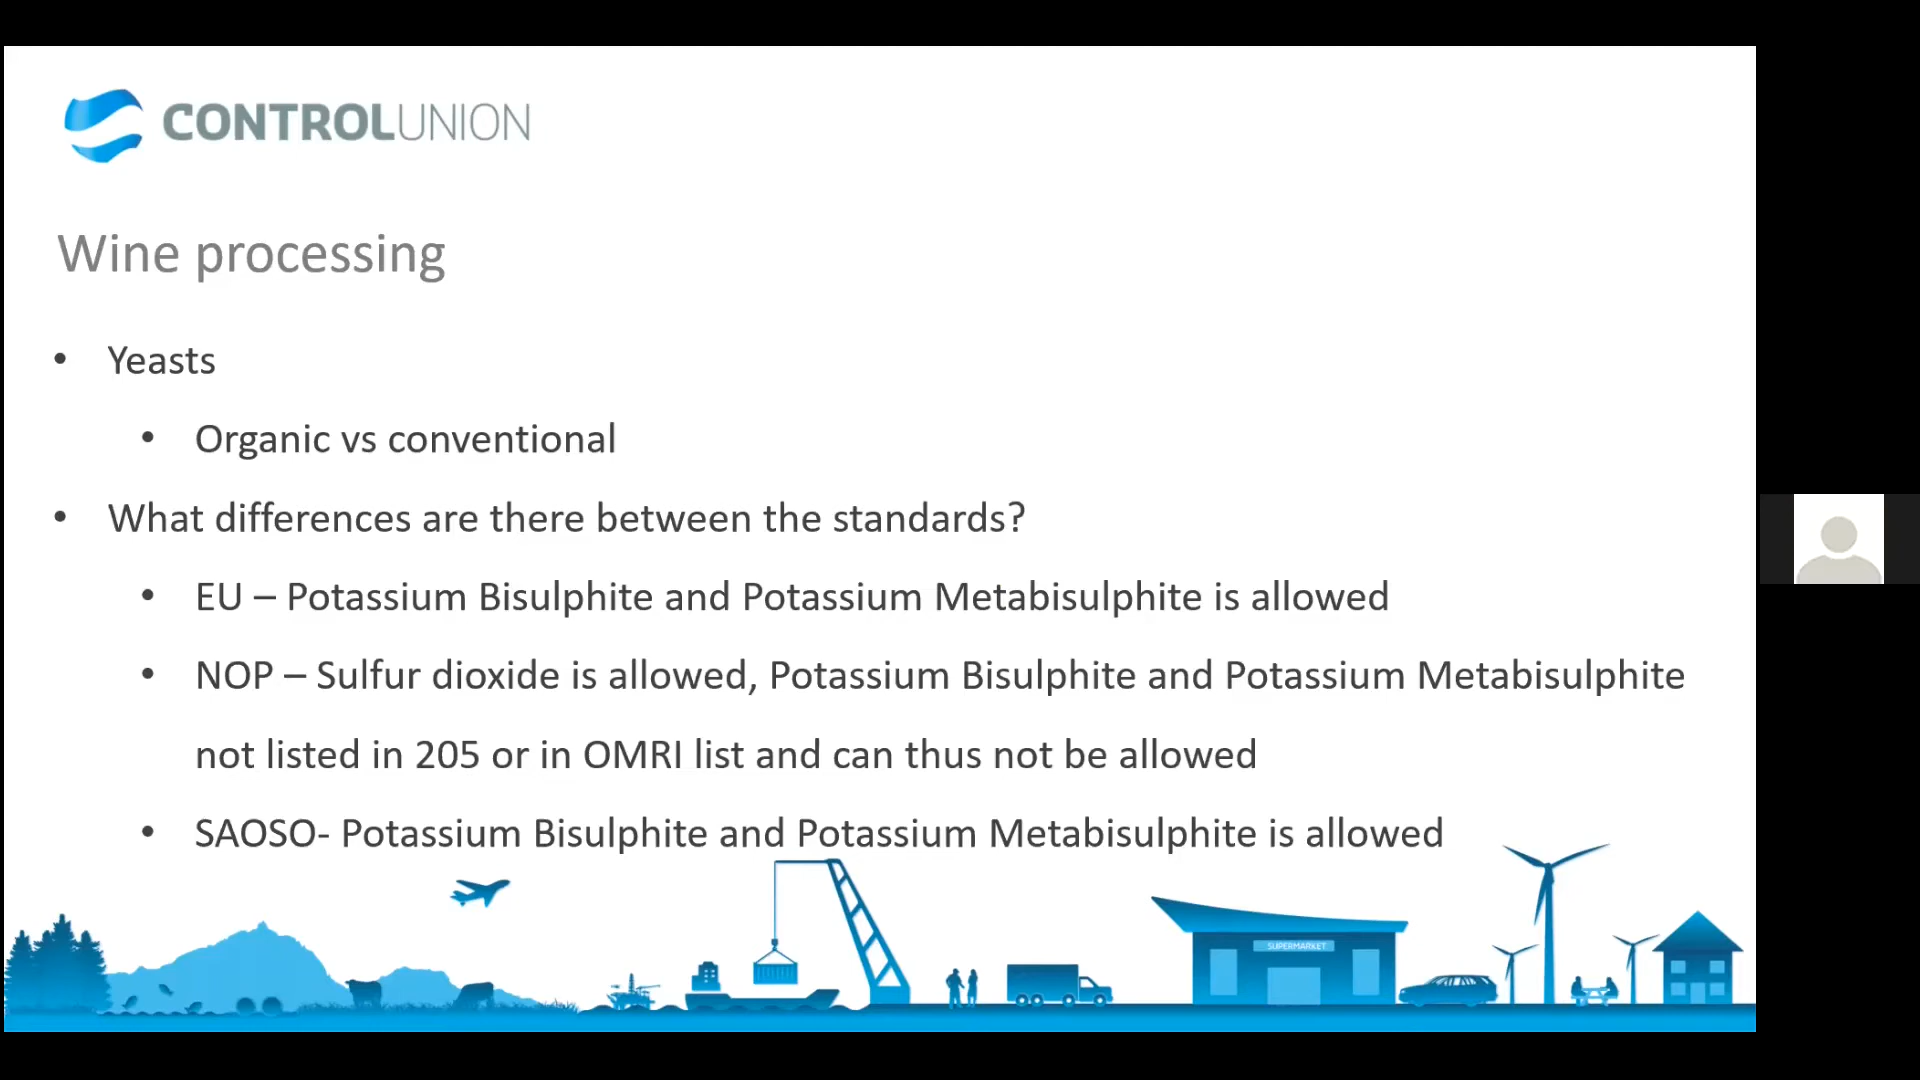 CONTROLUNION
Wine processing
• Yeasts
• Organic vs conventional
• What differences are there between the standards?
• EU – Potassium Bisulphite and Potassium Metabisulphite is allowed
• NOP – Sulfur dioxide is allowed, Potassium Bisulphite and Potassium Metabisulphite
not listed in 205 or in OMRI list and can thus not be allowed
• SAOSO- Potassium Bisulphite and Potassium Metabisulphite is allowed
SUPERMARKET